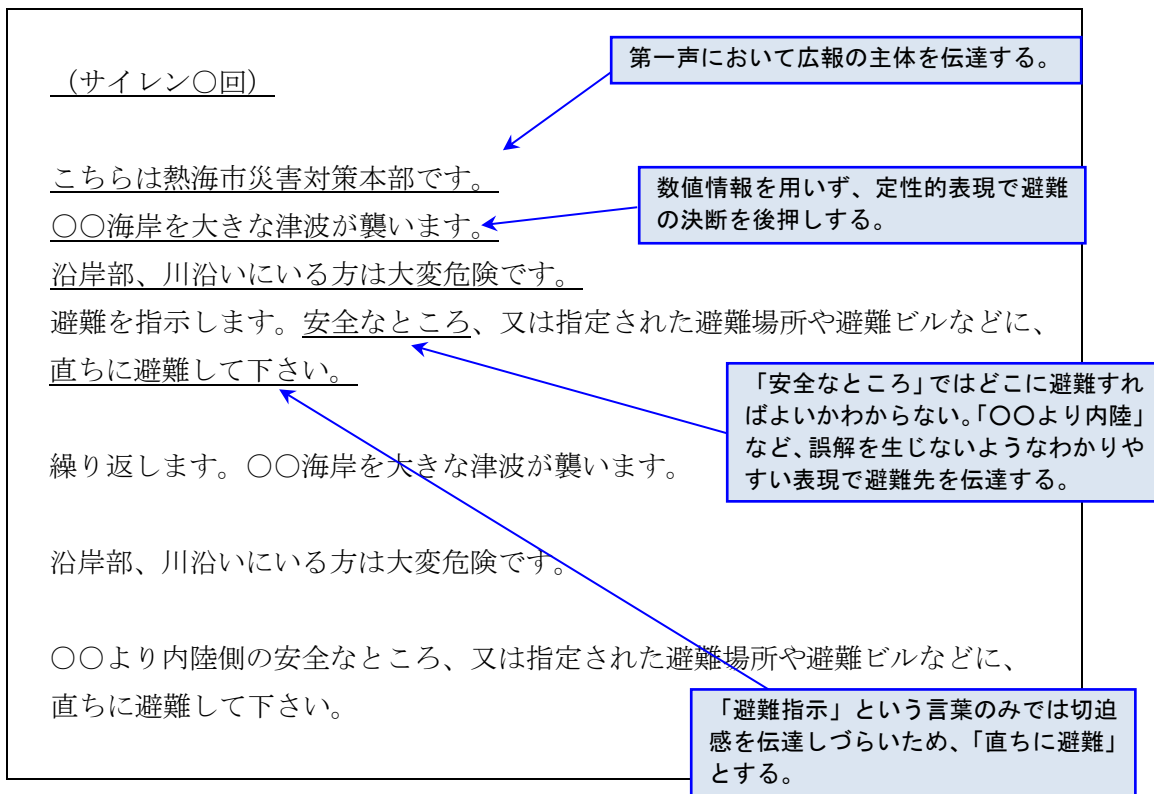 (サイレン○回)
第一声において広報の主体を伝達する。
こちらは熱海市災害対策本部です。
○○海岸を大きな津波が襲います。
数値情報を用いず、定性的表現で避難
の決断を後押しする。
沿岸部、川沿いにいる方は大変危険です。
避難を指示します。安全なところ、又は指定された避難場所や避難ビルなどに、
直ちに避難して下さい。
「安全なところ」ではどこに避難すれ
ばよいかわからない。「○○より内陸」
など、誤解を生じないようなわかりや
すい表現で避難先を伝達する。
繰り返します。○○海岸を大きな津波が襲います。
沿岸部、川沿いにいる方は大変危険です。
○○より内陸側の安全なところ、又は指定された避難場所や避難ビルなどに、
直ちに避難して下さい。
「避難指示」という言葉のみでは切迫
感を伝達しづらいため、「直ちに避難」
とする。